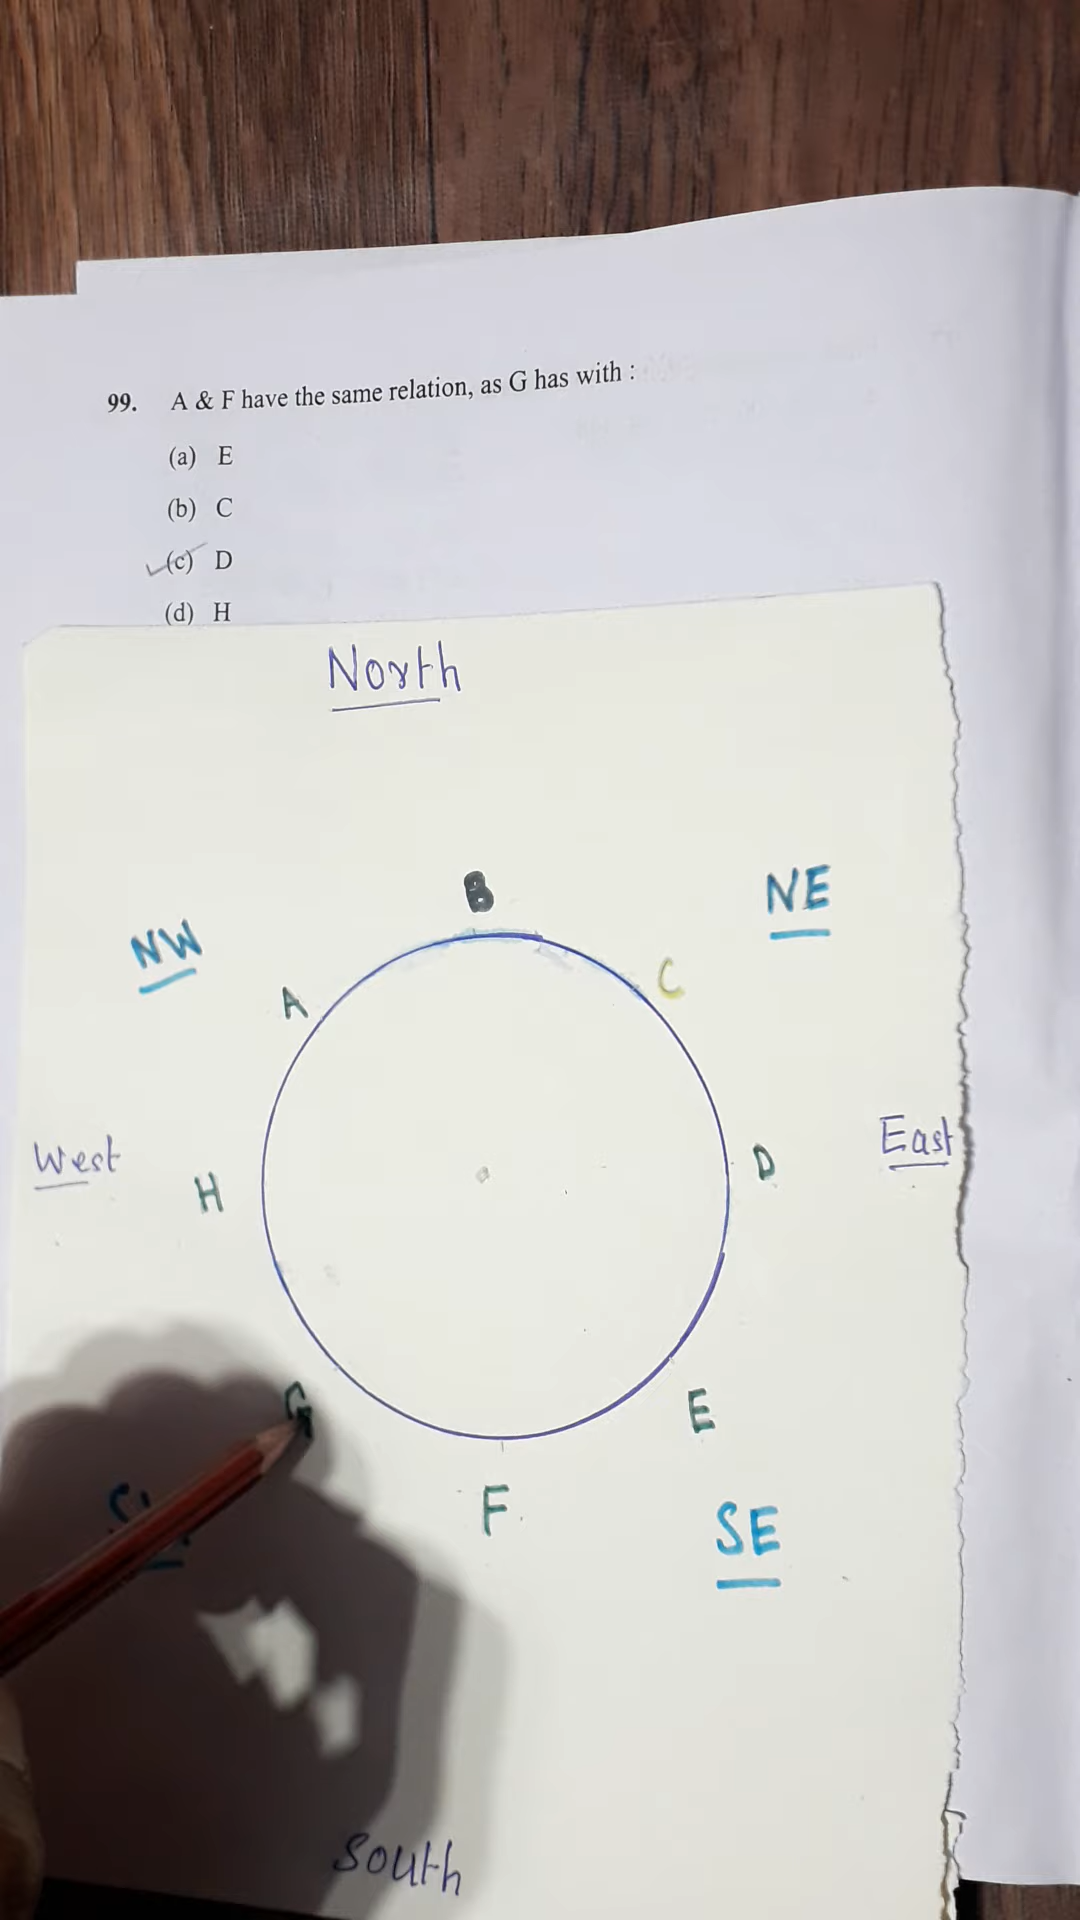 99. A & F have the same relation, as G has with :
(a) E
(b) C
(c) D
(d) H
North
B
NE
NW
C
A
East
West
D
H
G
E
F
SE
South